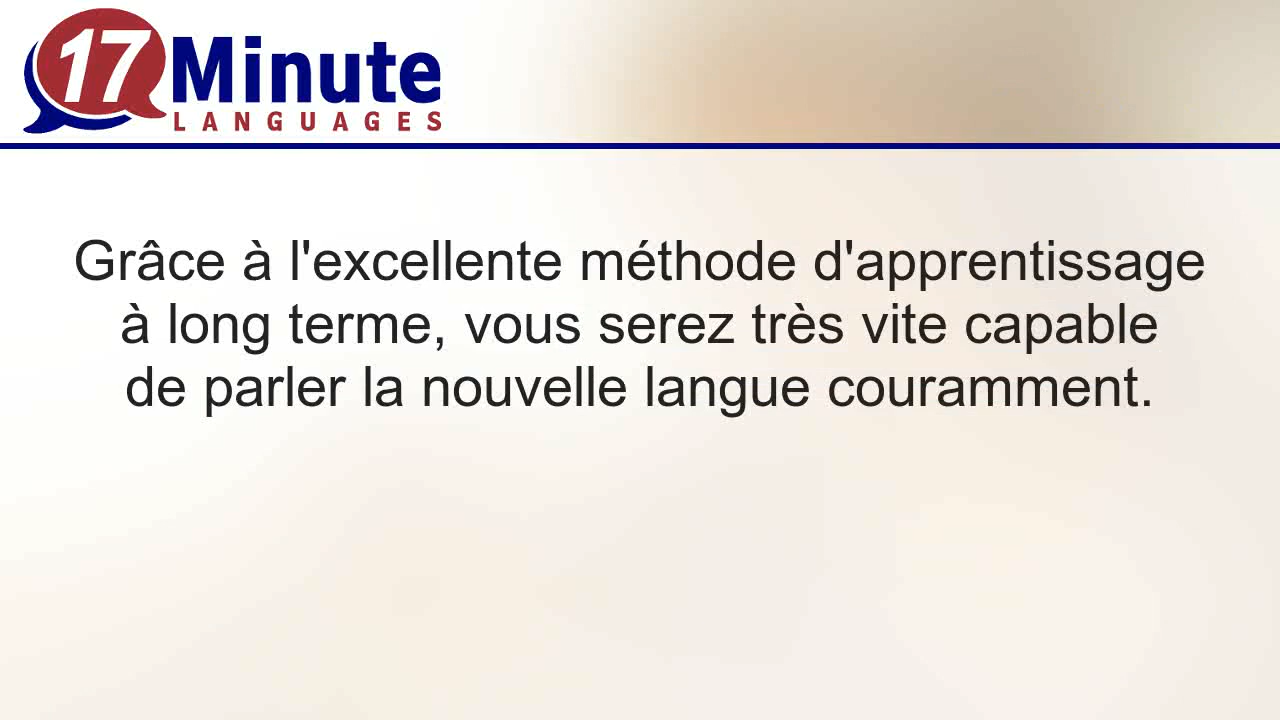 17 Minute
LANGUAGES
Grâce à l'excellente méthode d'apprentissage
à long terme, vous serez très vite capable
de parler la nouvelle langue couramment.